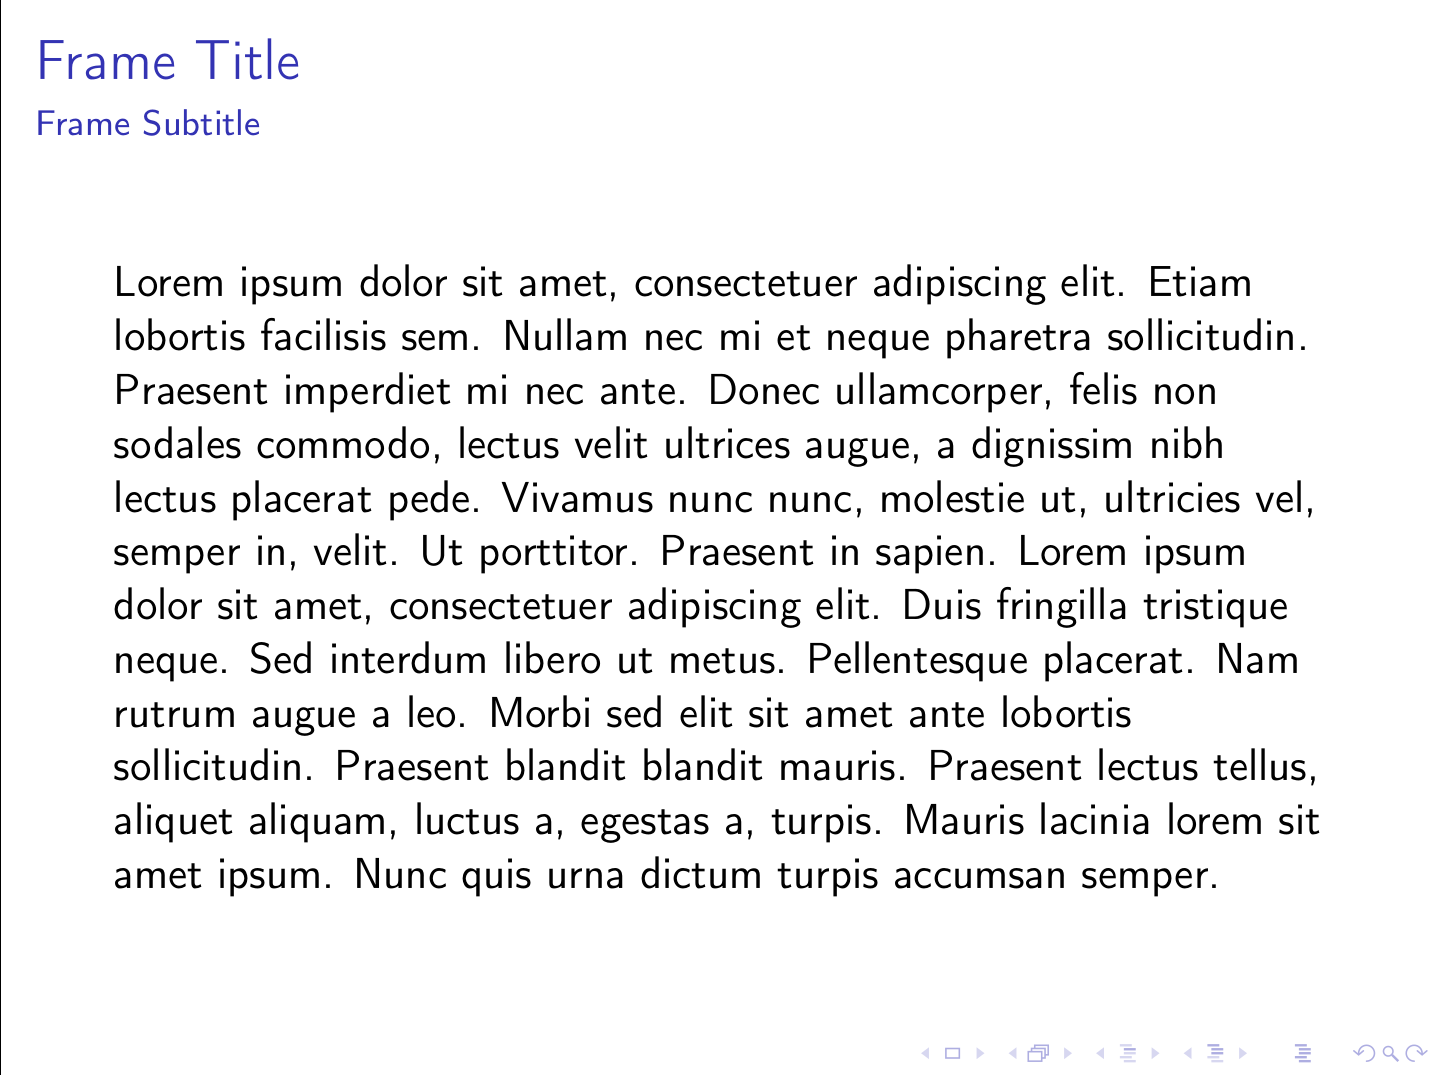 Frame Title
Frame Subtitle
Lorem ipsum dolor sit amet, consectetuer adipiscing elit. Etiam
lobortis facilisis sem. Nullam nec mi et neque pharetra sollicitudin.
Praesent imperdiet mi nec ante. Donec ullamcorper, felis non
sodales commodo, lectus velit ultrices augue, a dignissim nibh
lectus placerat pede. Vivamus nunc nunc, molestie ut, ultricies vel,
semper in, velit. Ut porttitor. Praesent in sapien. Lorem ipsum
dolor sit amet, consectetuer adipiscing elit. Duis fringilla tristique
neque. Sed interdum libero ut metus. Pellentesque placerat. Nam
rutrum augue a leo. Morbi sed elit sit amet ante lobortis
sollicitudin. Praesent blandit blandit mauris. Praesent lectus tellus,
aliquet aliquam, luctus a, egestas a, turpis. Mauris lacinia lorem sit
amet ipsum. Nunc quis urna dictum turpis accumsan semper.